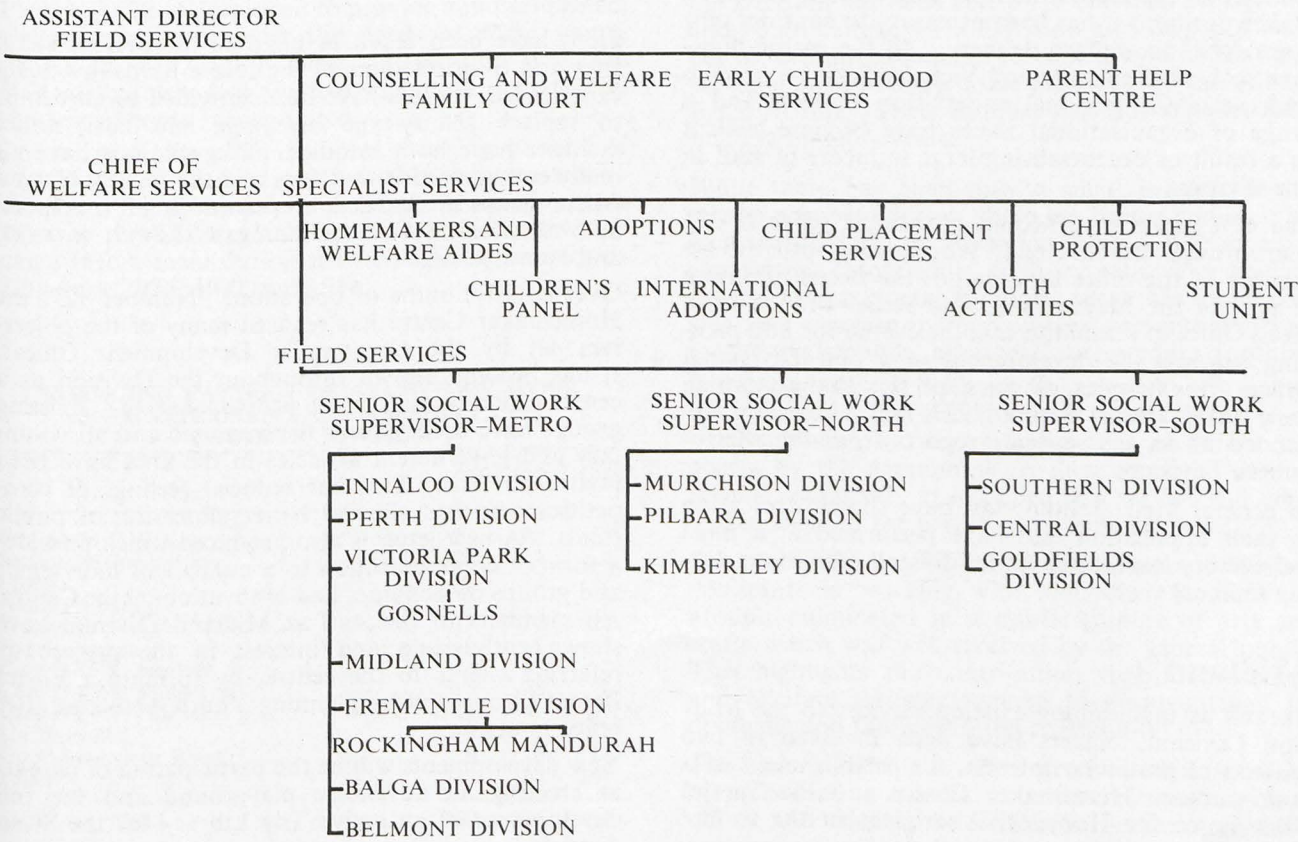 ASSISTANT DIRECTOR
FIELD SERVICES
COUNSELLING AND WELFARE
FAMILY COURT
EARLY CHILDHOOD
SERVICES
PARENT HELP
CENTRE
CHIEF OF
WELFARE SERVICES
SPECIALIST SERVICES
HOMEMAKERS AND
WELFARE AIDES
ADOPTIONS
CHILD PLACEMENT
SERVICES
CHILD LIFE
PROTECTION
CHILDREN'S
PANEL
INTERNATIONAL
ADOPTIONS
YOUTH
ACTIVITIES
STUDENT
UNIT
FIELD SERVICES
SENIOR SOCIAL WORK
SUPERVISOR–METRO
INNALOO DIVISION
PERTH DIVISION
VICTORIA PARK
DIVISION
GOSNELLS
MIDLAND DIVISION
FREMANTLE DIVISION
ROCKINGHAM MANDURAH
BALGA DIVISION
BELMONT DIVISION
SENIOR SOCIAL WORK
SUPERVISOR–NORTH
MURCHISON DIVISION
PILBARA DIVISION
KIMBERLEY DIVISION
SENIOR SOCIAL WORK
SUPERVISOR–SOUTH
SOUTHERN DIVISION
CENTRAL DIVISION
GOLDFIELDS
DIVISION